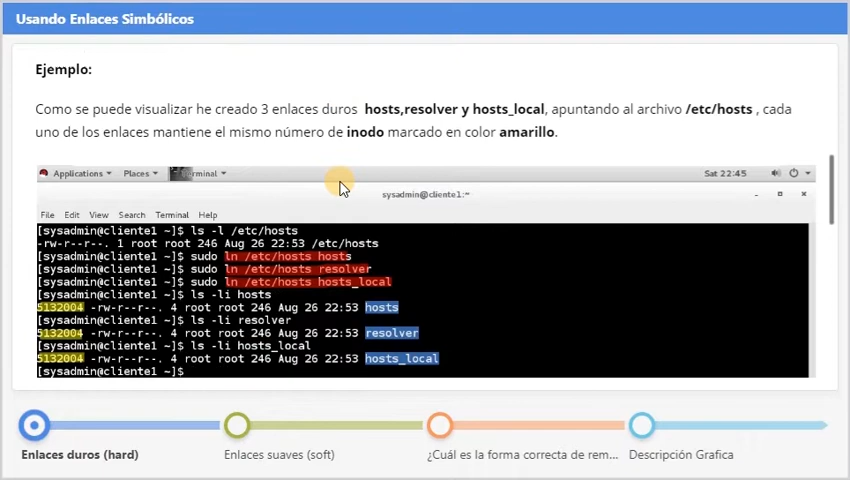 Usando Enlaces Simbólicos
Ejemplo:
Como se puede visualizar he creado 3 enlaces duros hosts,resolver y hosts_local, apuntando al archivo /etc/hosts , cada
uno de los enlaces mantiene el mismo número de inodo marcado en color amarillo.
Applications Places Terminal Sat 22:45
sysadmin@cliente1:~
File Edit View Search Terminal Help
[sysadmin@cliente1 ~]$ ls -l /etc/hosts
-rw-r--r--. 1 root root 246 Aug 26 22:53 /etc/hosts
[sysadmin@cliente1 ~]$ sudo ln /etc/hosts hosts
[sysadmin@cliente1 ~]$ sudo ln /etc/hosts resolver
[sysadmin@cliente1 ~]$ sudo ln /etc/hosts hosts_local
[sysadmin@cliente1 ~]$ ls -li hosts
5132004 -rw-r--r--. 4 root root 246 Aug 26 22:53 hosts
[sysadmin@cliente1 ~]$ ls -li resolver
5132004 -rw-r--r--. 4 root root 246 Aug 26 22:53 resolver
[sysadmin@cliente1 ~]$ ls -li hosts_local
5132004 -rw-r--r--. 4 root root 246 Aug 26 22:53 hosts_local
[sysadmin@cliente1 ~]$
Enlaces duros (hard) Enlaces suaves (soft) ¿Cuál es la forma correcta de rem... Descripción Grafica